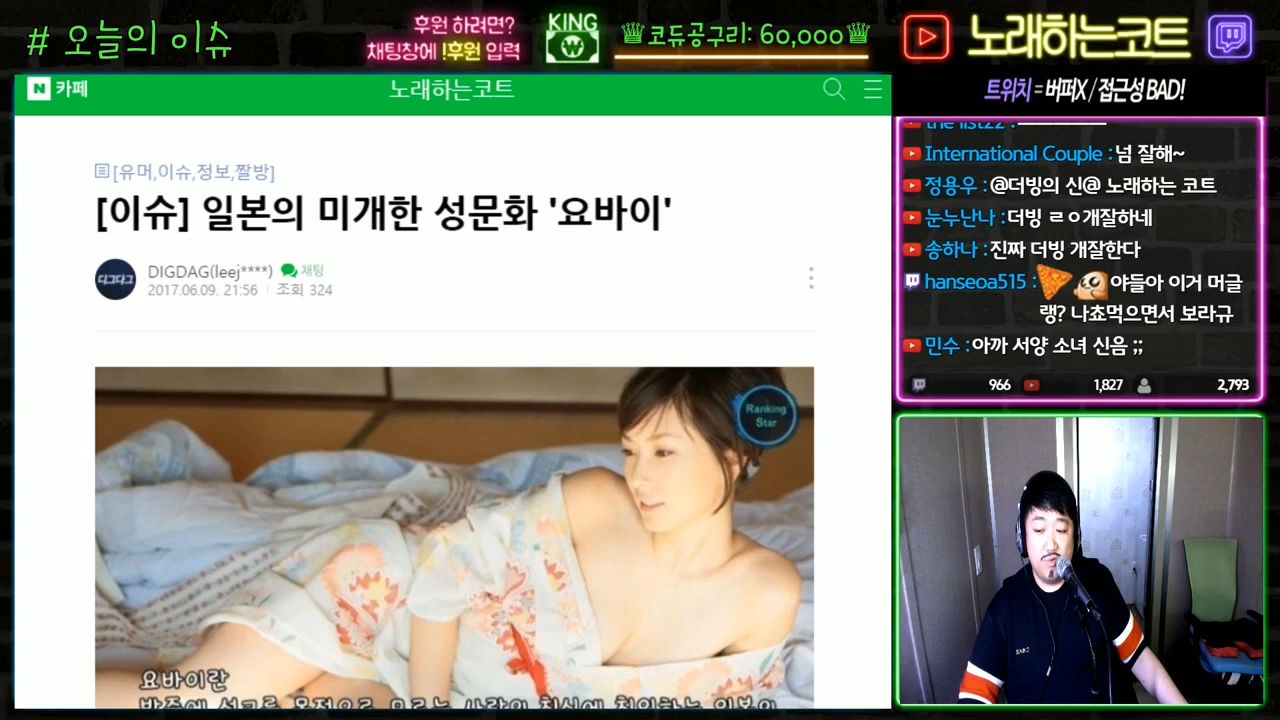 # 오늘의 이슈
후원 하려면?
채팅창에 !후원 입력
KING
코듀공구리: 60,000
노래하는코트
N 카페
노래하는코트
트위치 = 버퍼X / 접근성 BAD!
[유머,이슈,정보,짤방]
[이슈] 일본의 미개한 성문화 '요바이'
디그다그
DIGDAG(leej****) 채팅
2017.06.09. 21:56 조회 324
Ranking
Star
요바이란
the list22 :
International Couple : 넘 잘해~
정용우 : @더빙의 신@ 노래하는 코트
눈누난나 : 더빙 ㄹㅇ개잘하네
송하나 : 진짜 더빙 개잘한다
hanseoa515 : 야들아 이거 머글
랭? 나쵸먹으면서 보라규
민수 : 아까 서양 소녀 신음 ;;
966 1,827 2,793